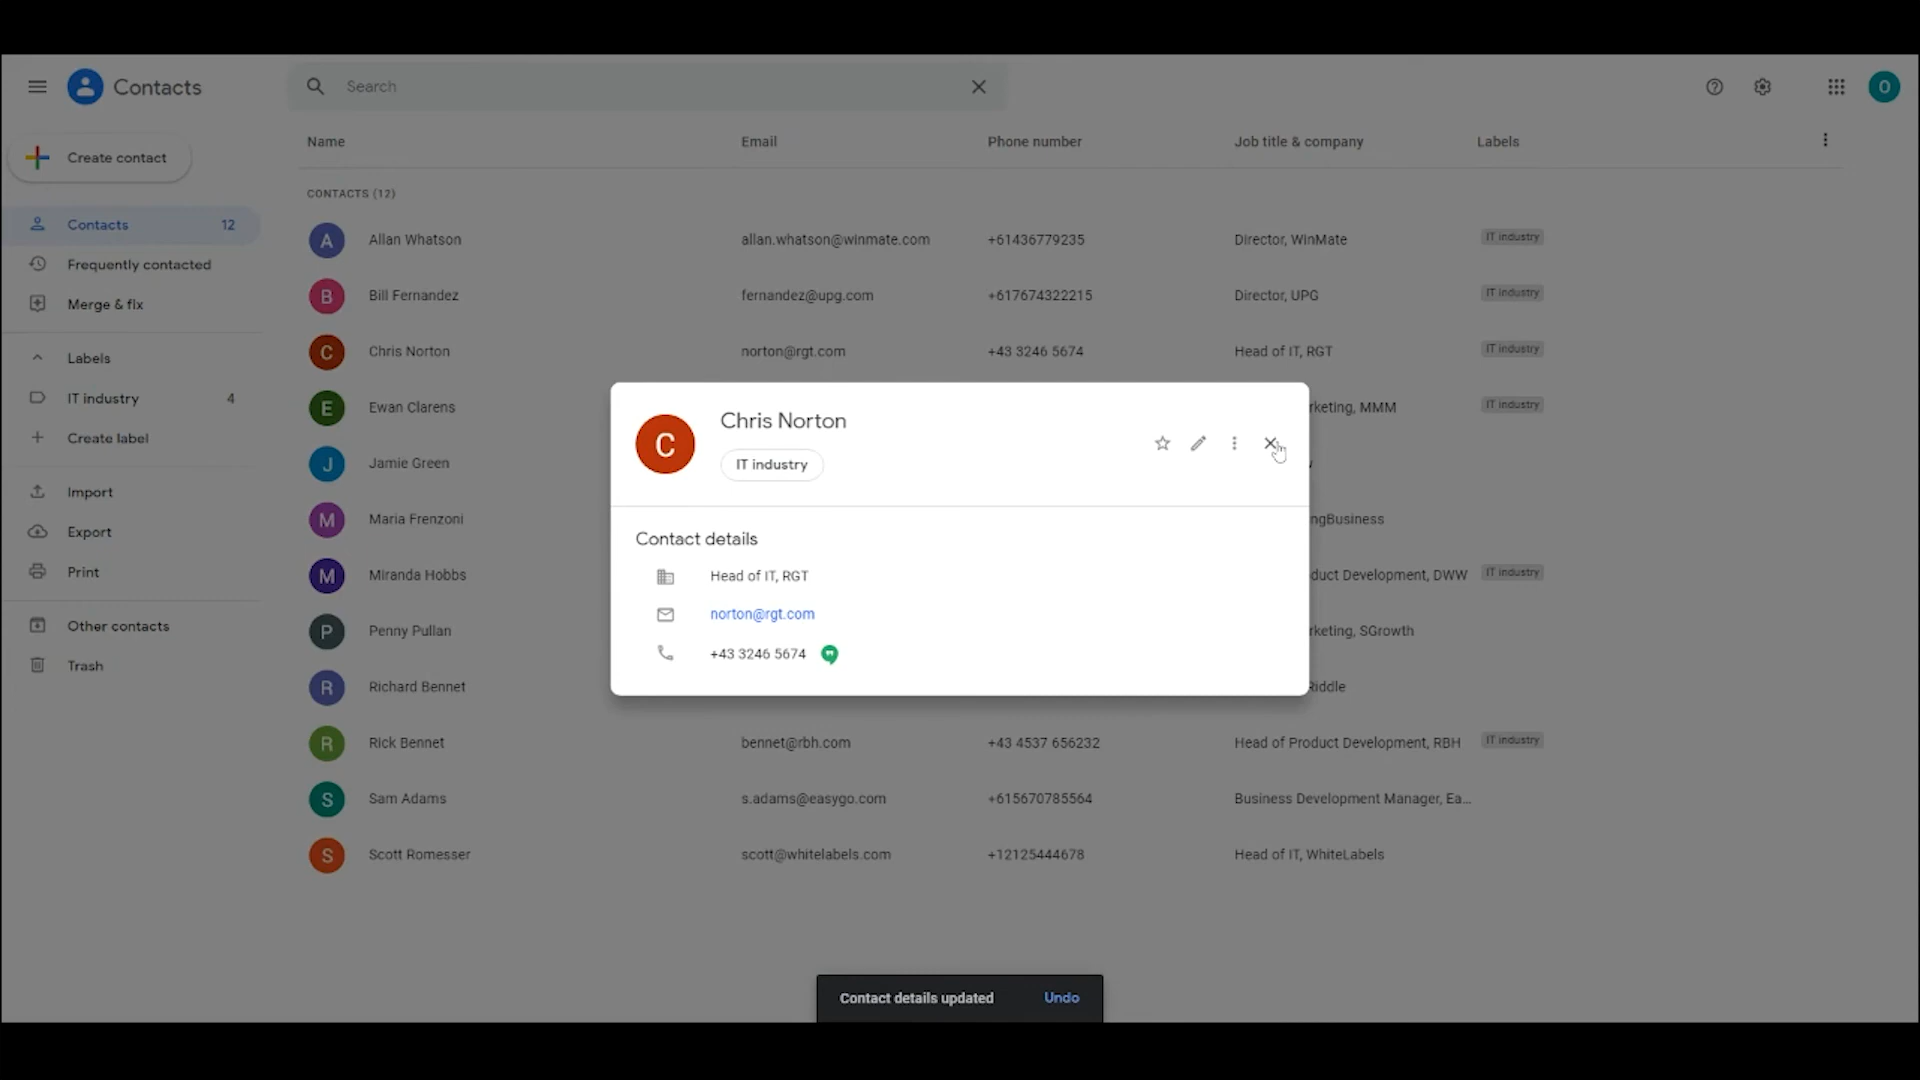 Contacts
Search
O
Create contact
Name Email Phone number Job title & company Labels
CONTACTS (12)
Contacts 12
Frequently contacted
Merge & fix
Labels
IT industry 4
Create label
Import
Export
Print
Other contacts
Trash
A Allan Whatson allan.whatson@winmate.com +61436779235 Director, WinMate IT industry
B Bill Fernandez fernandez@upg.com +617674322215 Director, UPG IT industry
C Chris Norton norton@rgt.com +43 3246 5674 Head of IT, RGT IT industry
E Ewan Clarens rketing, MMM IT industry
J Jamie Green
M Maria Frenzoni ngBusiness
M Miranda Hobbs duct Development, DWW IT industry
P Penny Pullan rketing, SGrowth
R Richard Bennet Riddle
R Rick Bennet bennet@rbh.com +43 4537 656232 Head of Product Development, RBH IT industry
S Sam Adams s.adams@easygo.com +615670785564 Business Development Manager, Ea...
S Scott Romesser scott@whitelabels.com +12125444678 Head of IT, WhiteLabels
C
Chris Norton
IT industry
Contact details
Head of IT, RGT
norton@rgt.com
+43 3246 5674
Contact details updated Undo